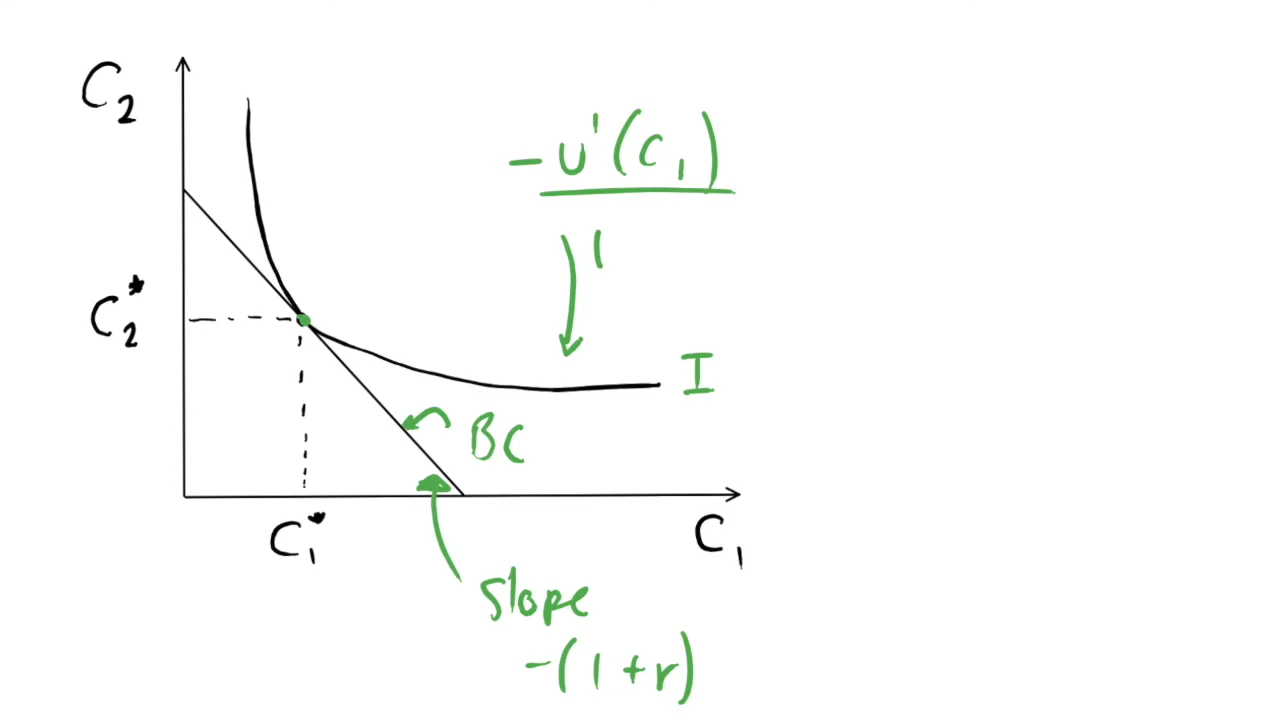 C₂
- u'(C₁)
1
C₂*
I
BC
C₁*
C₁
Slope
-(1+r)